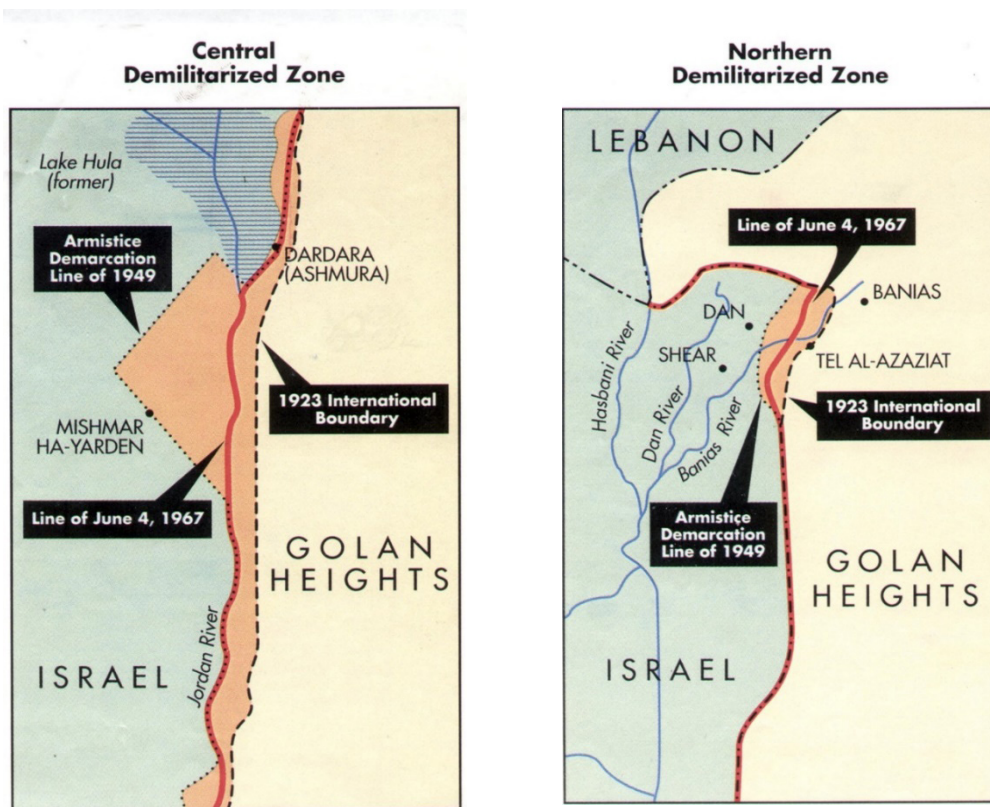 Central
Demilitarized Zone
Lake Hula
(former)
Armistice
Demarcation
Line of 1949
DARDARA
(ASHMURA)
1923 International
Boundary
MISHMAR
HA-YARDEN
Line of June 4, 1967
GOLAN
HEIGHTS
Jordan River
ISRAEL
Northern
Demilitarized Zone
LEBANON
Line of June 4, 1967
BANIAS
DAN
SHEAR
TEL AL-AZAZIAT
Hasbani River
Dan River
Banias River
1923 International
Boundary
Armistice
Demarcation
Line of 1949
GOLAN
HEIGHTS
ISRAEL